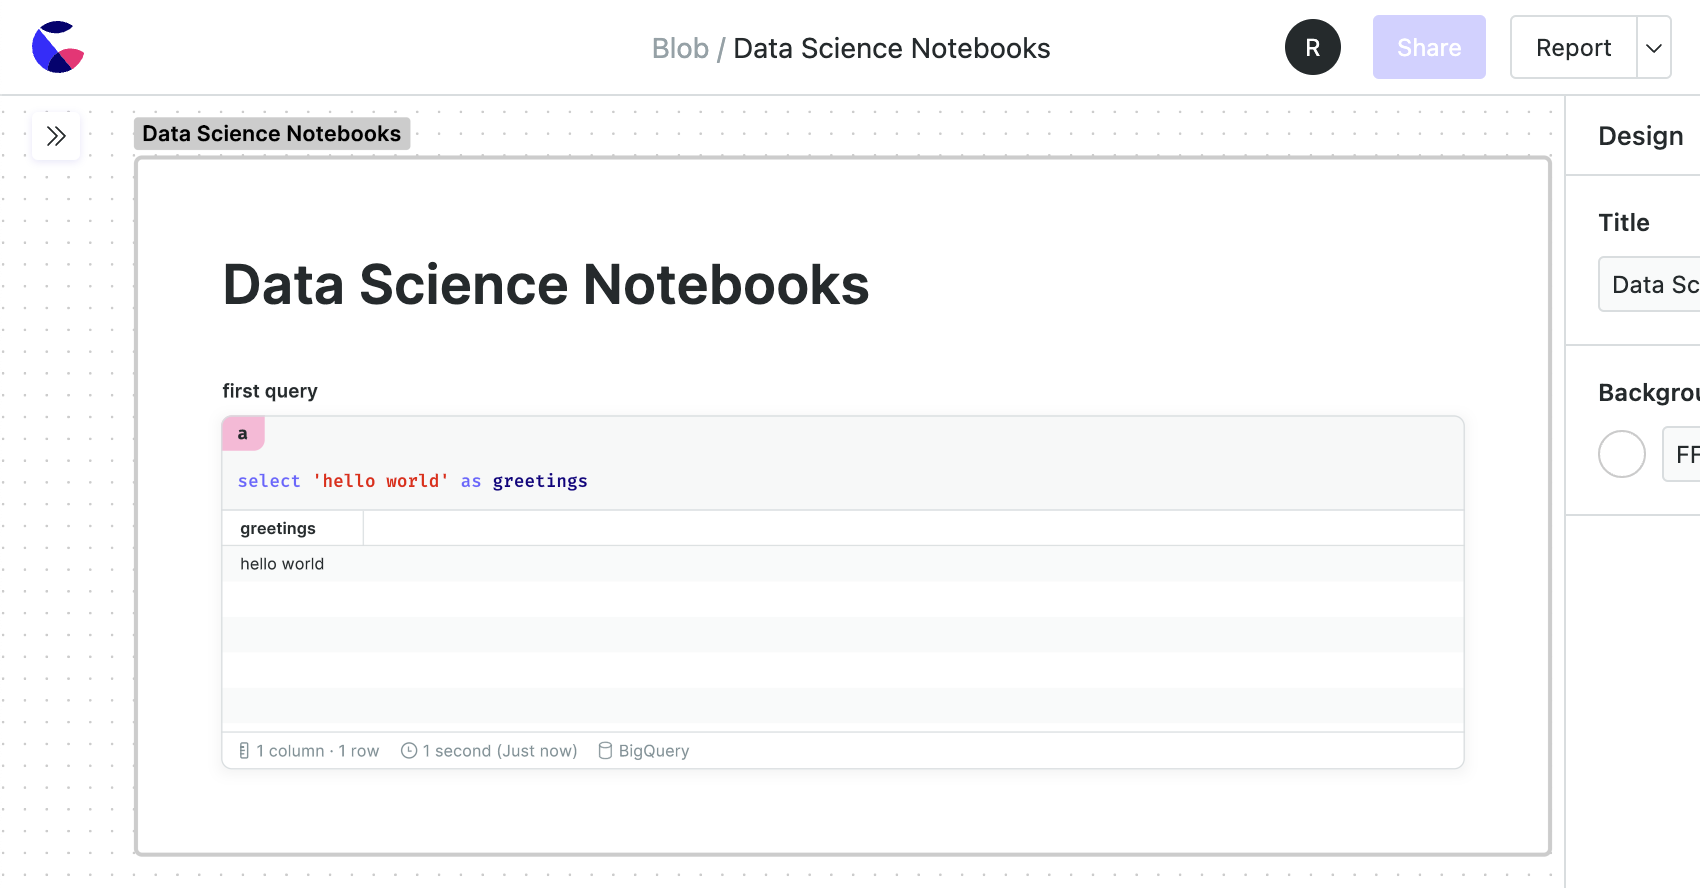 Blob / Data Science Notebooks
R
Share
Report
Data Science Notebooks
Design
Title
Data Sc
Backgrou
FF
Data Science Notebooks
first query
a
select 'hello world' as greetings
greetings
hello world
1 column · 1 row
1 second (Just now)
BigQuery